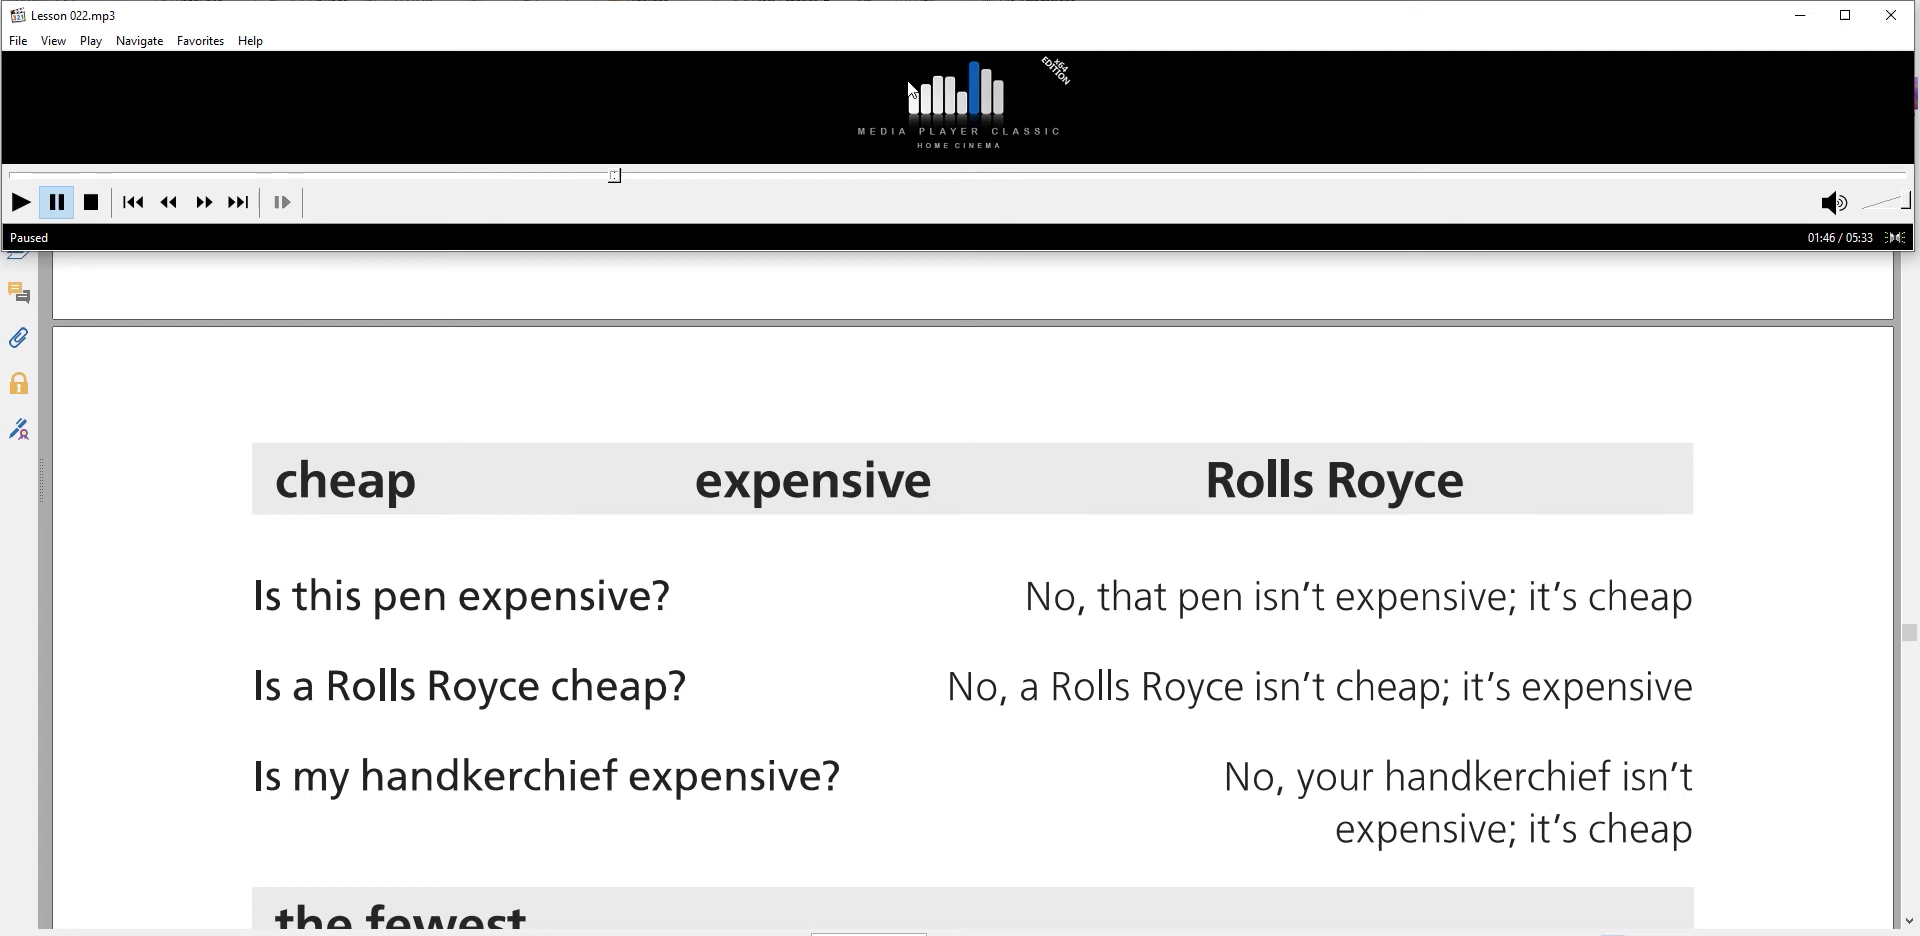 Lesson 022.mp3
File View Play Navigate Favorites Help
x64
EDITION
MEDIA PLAYER CLASSIC
HOME CINEMA
Paused
01:46 / 05:33
cheap expensive Rolls Royce
Is this pen expensive? No, that pen isn't expensive; it's cheap
Is a Rolls Royce cheap? No, a Rolls Royce isn't cheap; it's expensive
Is my handkerchief expensive? No, your handkerchief isn't
expensive; it's cheap
the fewest